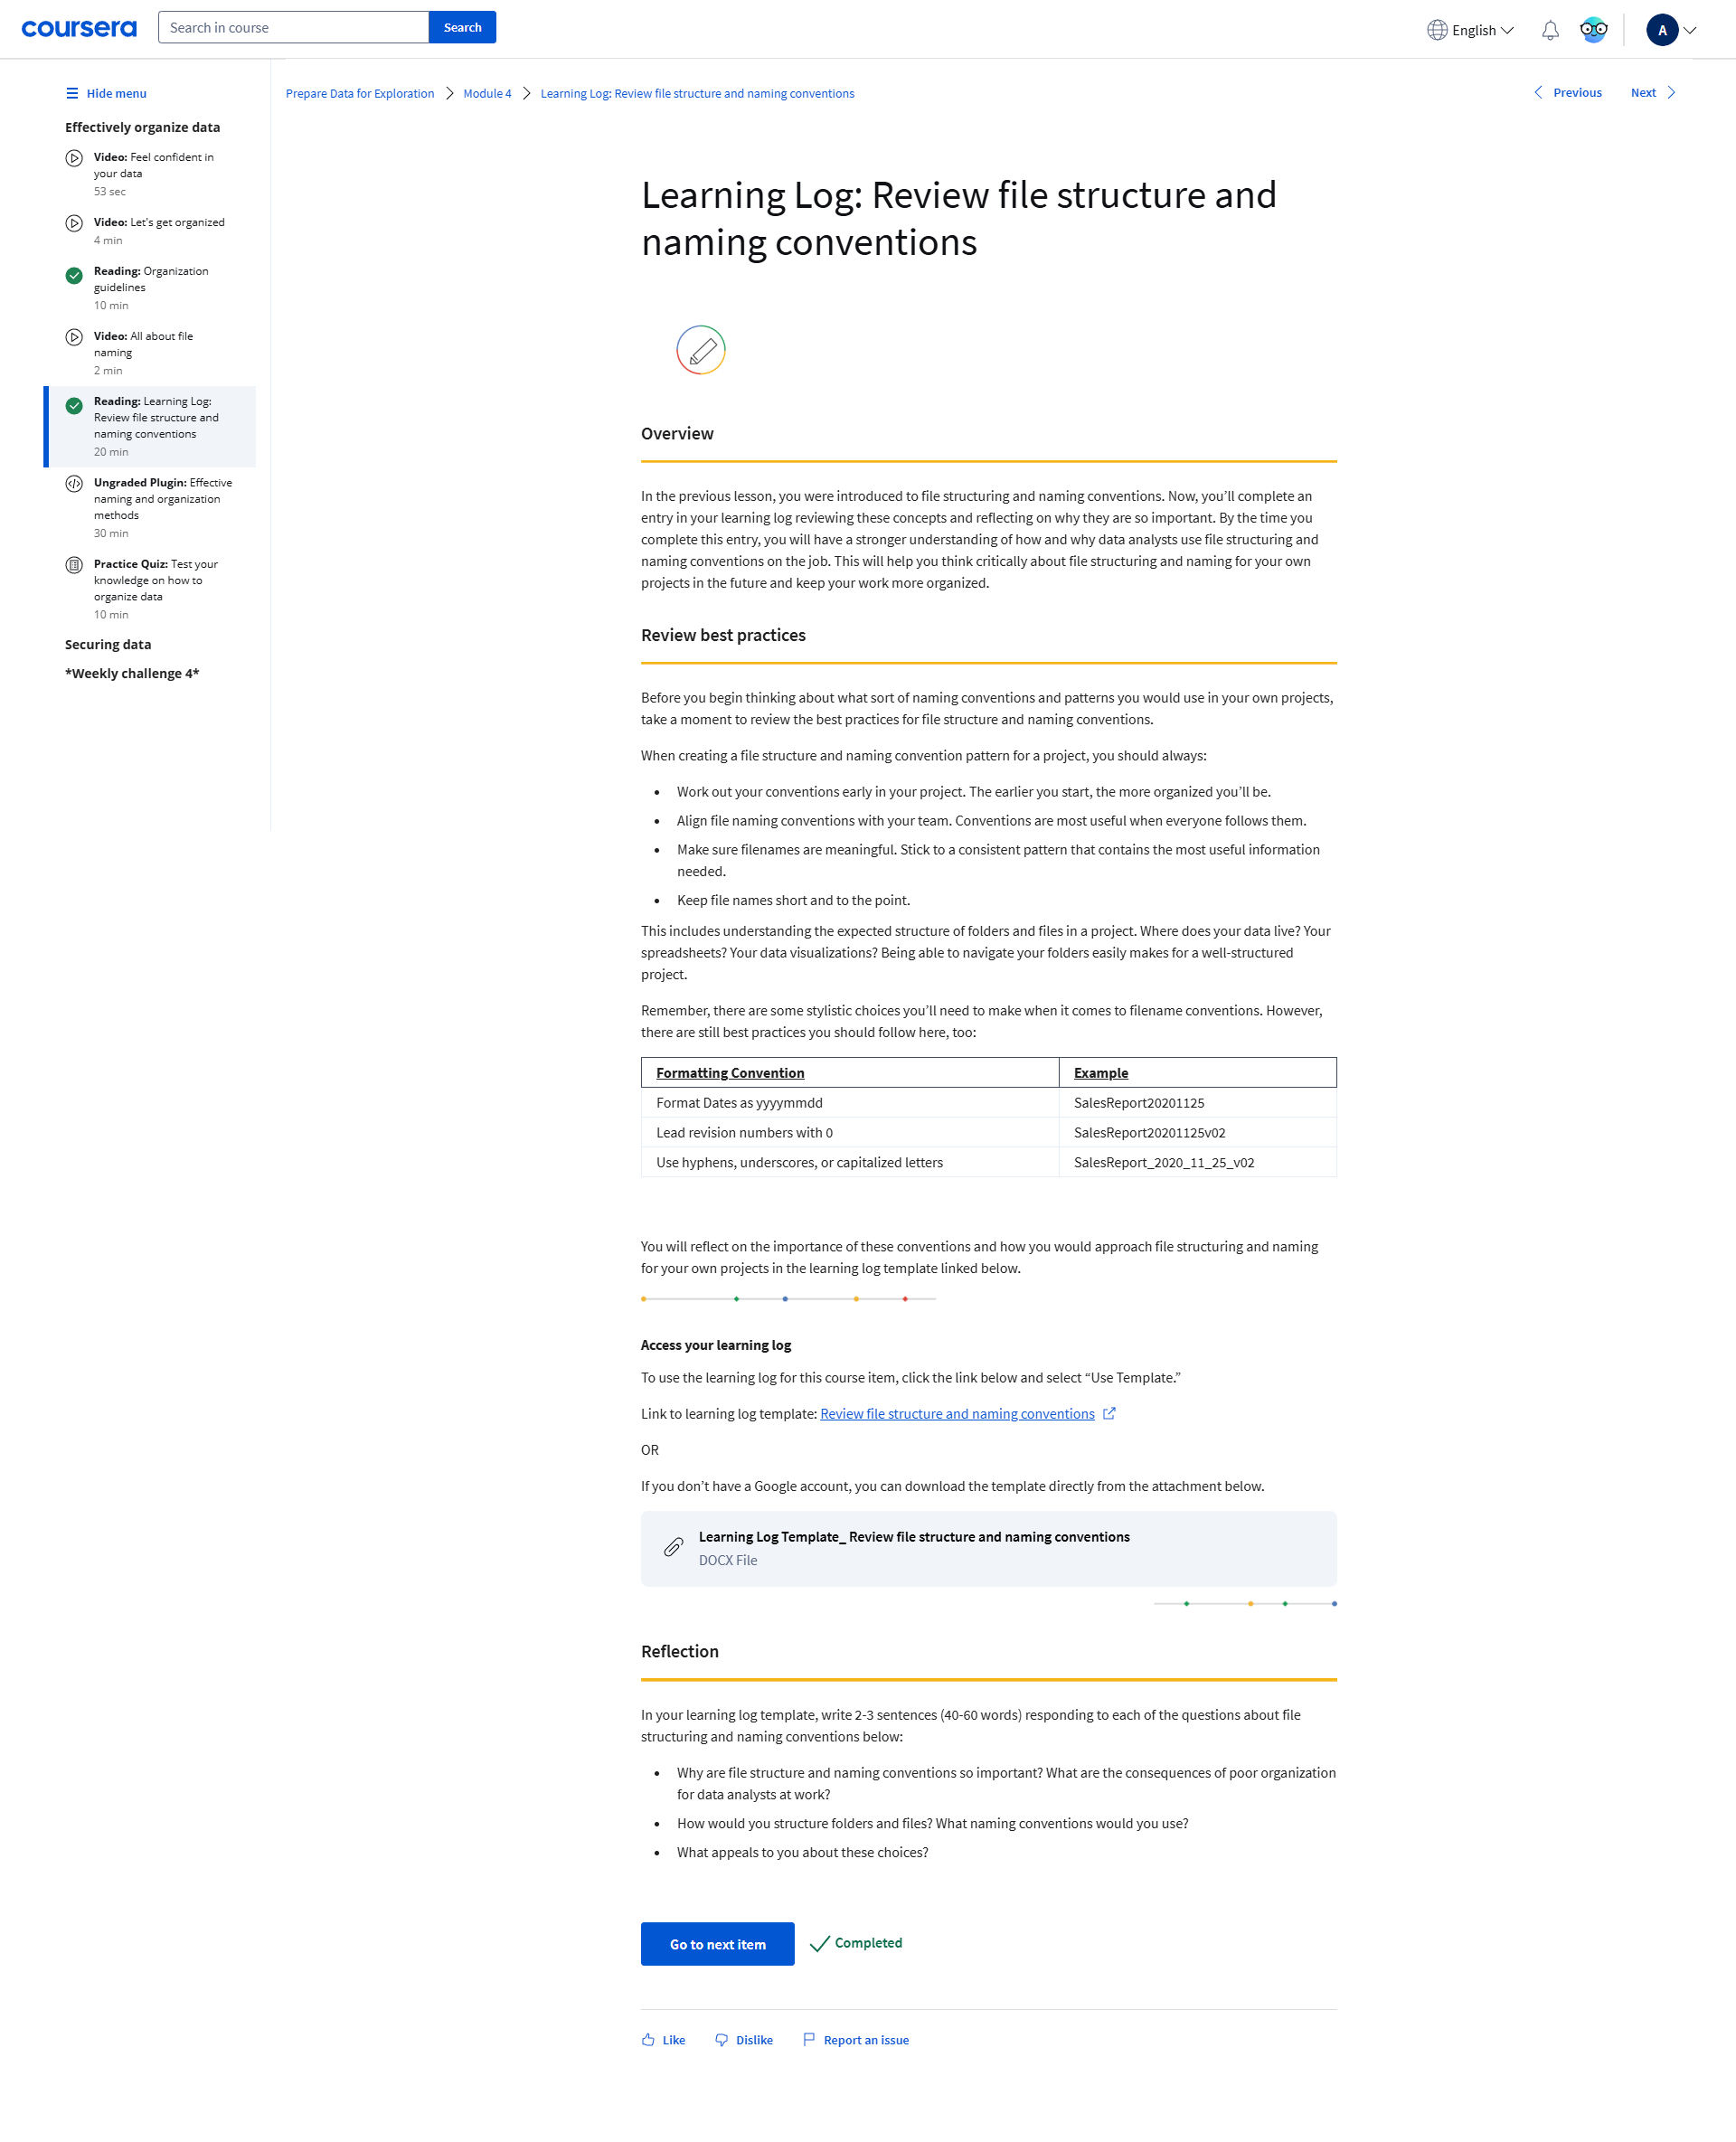 coursera
Search in course
Search
English
A
Hide menu
Effectively organize data
Video: Feel confident in
your data
53 sec
Video: Let's get organized
4 min
Reading: Organization
guidelines
10 min
Video: All about file
naming
2 min
Reading: Learning Log:
Review file structure and
naming conventions
20 min
Ungraded Plugin: Effective
naming and organization
methods
30 min
Practice Quiz: Test your
knowledge on how to
organize data
10 min
Securing data
*Weekly challenge 4*
Prepare Data for Exploration
Module 4
Learning Log: Review file structure and naming conventions
Previous
Next
Learning Log: Review file structure and
naming conventions
Overview
In the previous lesson, you were introduced to file structuring and naming conventions. Now, you’ll complete an
entry in your learning log reviewing these concepts and reflecting on why they are so important. By the time you
complete this entry, you will have a stronger understanding of how and why data analysts use file structuring and
naming conventions on the job. This will help you think critically about file structuring and naming for your own
projects in the future and keep your work more organized.
Review best practices
Before you begin thinking about what sort of naming conventions and patterns you would use in your own projects,
take a moment to review the best practices for file structure and naming conventions.
When creating a file structure and naming convention pattern for a project, you should always:
• Work out your conventions early in your project. The earlier you start, the more organized you’ll be.
• Align file naming conventions with your team. Conventions are most useful when everyone follows them.
• Make sure filenames are meaningful. Stick to a consistent pattern that contains the most useful information
needed.
• Keep file names short and to the point.
This includes understanding the expected structure of folders and files in a project. Where does your data live? Your
spreadsheets? Your data visualizations? Being able to navigate your folders easily makes for a well-structured
project.
Remember, there are some stylistic choices you’ll need to make when it comes to filename conventions. However,
there are still best practices you should follow here, too:
Formatting Convention
Example
Format Dates as yyyymmdd
SalesReport20201125
Lead revision numbers with 0
SalesReport20201125v02
Use hyphens, underscores, or capitalized letters
SalesReport_2020_11_25_v02
You will reflect on the importance of these conventions and how you would approach file structuring and naming
for your own projects in the learning log template linked below.
Access your learning log
To use the learning log for this course item, click the link below and select “Use Template.”
Link to learning log template: Review file structure and naming conventions
OR
If you don’t have a Google account, you can download the template directly from the attachment below.
Learning Log Template_ Review file structure and naming conventions
DOCX File
Reflection
In your learning log template, write 2-3 sentences (40-60 words) responding to each of the questions about file
structuring and naming conventions below:
• Why are file structure and naming conventions so important? What are the consequences of poor organization
for data analysts at work?
• How would you structure folders and files? What naming conventions would you use?
• What appeals to you about these choices?
Go to next item
Completed
Like
Dislike
Report an issue